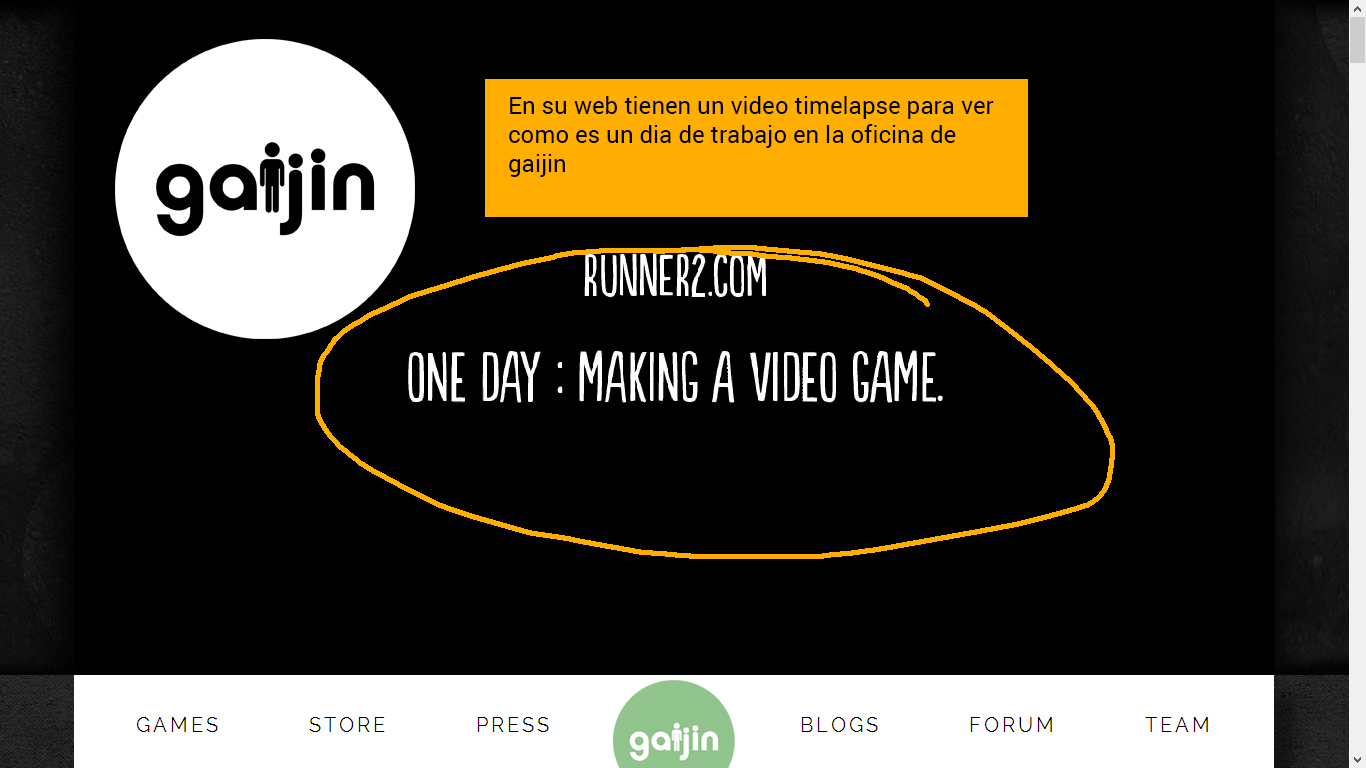 gaijin
En su web tienen un video timelapse para ver
como es un dia de trabajo en la oficina de
gaijin
RUNNER2.COM
ONE DAY : MAKING A VIDEO GAME.
GAMES STORE PRESS gaijin BLOGS FORUM TEAM